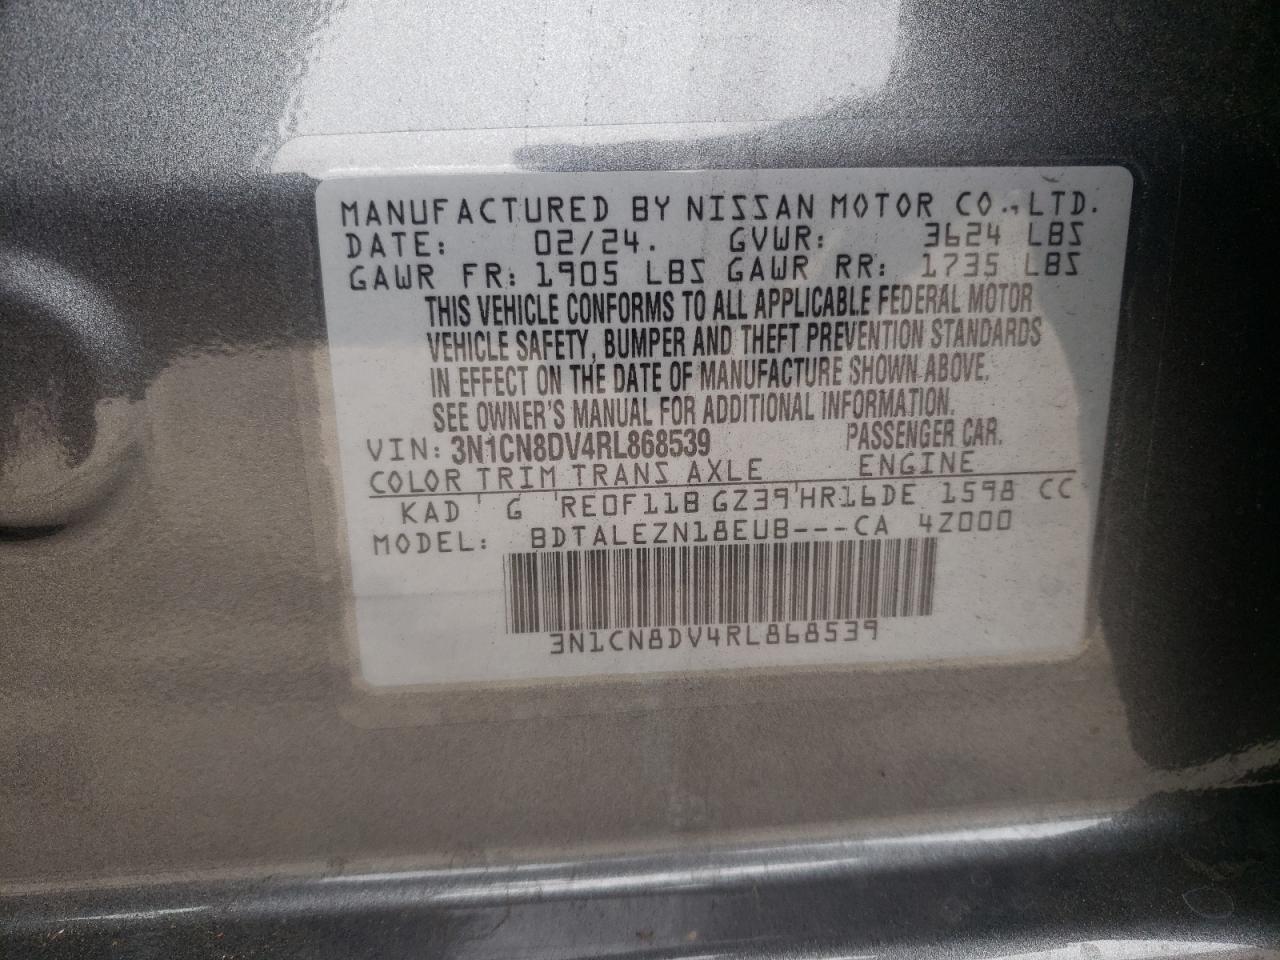 MANUFACTURED BY NISSAN MOTOR CO., LTD.
DATE: 02/24. GVWR: 3624 LBS
GAWR FR: 1905 LBS GAWR RR: 1735 LBS
THIS VEHICLE CONFORMS TO ALL APPLICABLE FEDERAL MOTOR
VEHICLE SAFETY, BUMPER AND THEFT PREVENTION STANDARDS
IN EFFECT ON THE DATE OF MANUFACTURE SHOWN ABOVE.
SEE OWNER'S MANUAL FOR ADDITIONAL INFORMATION.
VIN: 3N1CN8DV4RL868539 PASSENGER CAR.
COLOR TRIM TRANS AXLE ENGINE
KAD G RE0F11B GZ39 HR16DE 1598 CC
MODEL: BDTALEZN18EUB---CA 4Z000
3N1CN8DV4RL868539